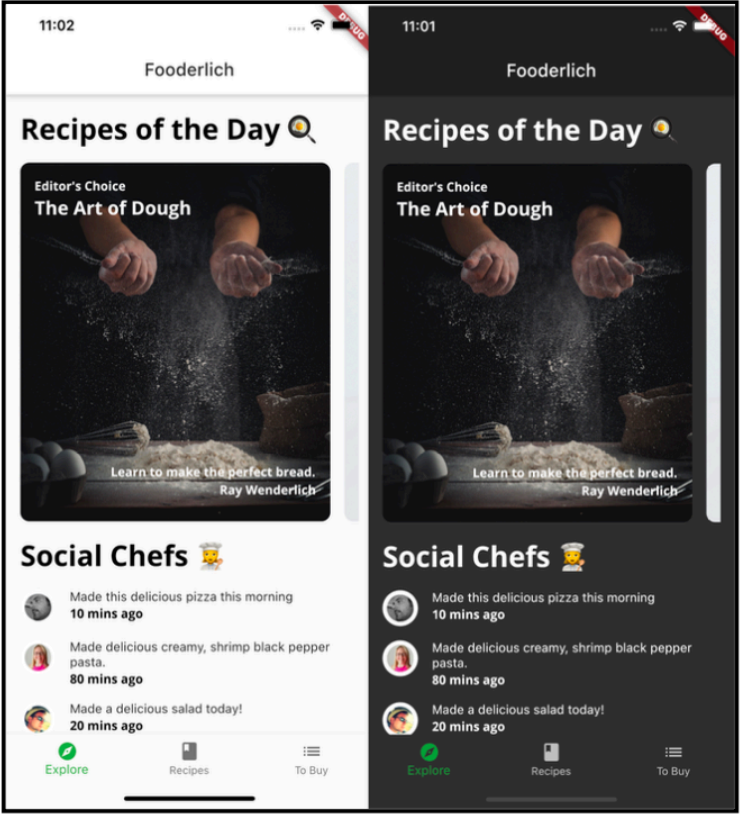 11:02
DEBUG
Fooderlich
Recipes of the Day 🍳
Editor's Choice
The Art of Dough
Learn to make the perfect bread.
Ray Wenderlich
Social Chefs 👩‍🍳
Made this delicious pizza this morning
10 mins ago
Made delicious creamy, shrimp black pepper
pasta.
80 mins ago
Made a delicious salad today!
20 mins ago
Explore
Recipes
To Buy
11:01
DEBUG
Fooderlich
Recipes of the Day 🍳
Editor's Choice
The Art of Dough
Learn to make the perfect bread.
Ray Wenderlich
Social Chefs 👩‍🍳
Made this delicious pizza this morning
10 mins ago
Made delicious creamy, shrimp black pepper
pasta.
80 mins ago
Made a delicious salad today!
20 mins ago
Explore
Recipes
To Buy